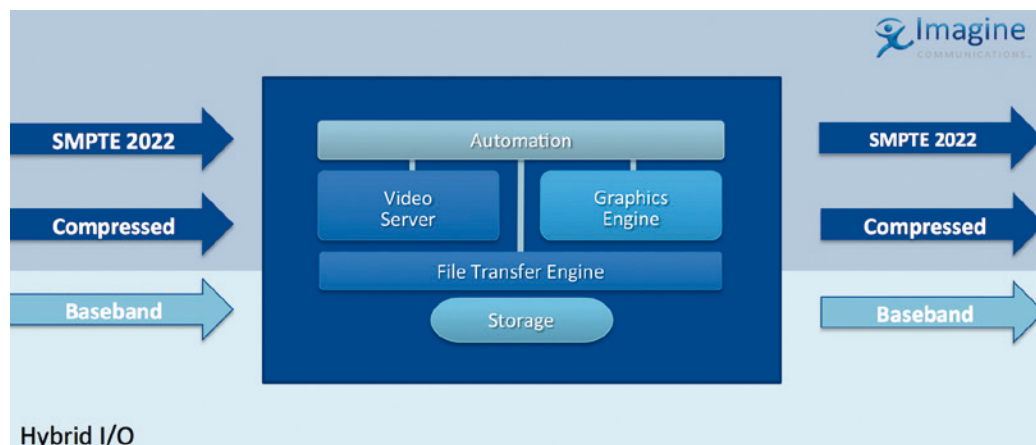 Imagine
COMMUNICATIONS
SMPTE 2022
Compressed
Baseband
Automation
Video
Server
Graphics
Engine
File Transfer Engine
Storage
SMPTE 2022
Compressed
Baseband
Hybrid I/O